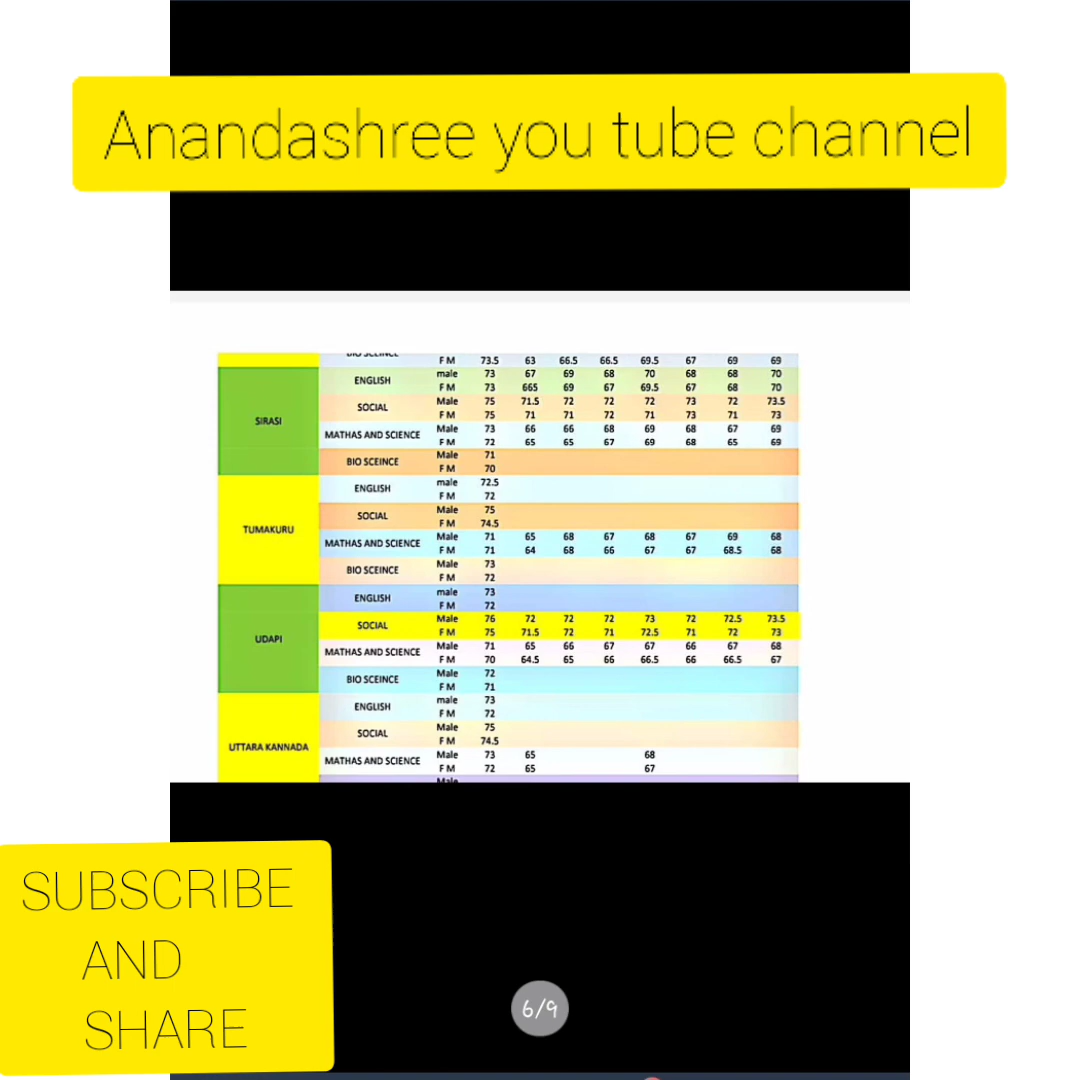 Anandashree you tube channel
F M 73.5 63 66.5 66.5 69.5 67 69 69
SIRASI
ENGLISH
male 73 67 69 68 70 68 68 70
F M 73 665 69 67 69.5 67 68 70
SOCIAL
Male 75 71.5 72 72 72 73 72 73.5
F M 75 71 71 72 71 73 71 73
MATHAS AND SCIENCE
Male 73 66 66 68 69 68 67 69
F M 72 65 65 67 69 68 65 69
BIO SCEINCE
Male 71
F M 70
TUMAKURU
ENGLISH
male 72.5
F M 72
SOCIAL
Male 75
F M 74.5
MATHAS AND SCIENCE
Male 71 65 68 67 68 67 69 68
F M 71 64 68 66 67 67 68.5 68
BIO SCEINCE
Male 73
F M 72
UDAPI
ENGLISH
male 73
F M 72
SOCIAL
Male 76 72 72 72 73 72 72.5 73.5
F M 75 71.5 72 71 72.5 71 72 73
MATHAS AND SCIENCE
Male 71 65 66 67 67 66 67 68
F M 70 64.5 65 66 66.5 66 66.5 67
BIO SCEINCE
Male 72
F M 71
UTTARA KANNADA
ENGLISH
male 73
F M 72
SOCIAL
Male 75
F M 74.5
MATHAS AND SCIENCE
Male 73 65 68
F M 72 65 67
Male
SUBSCRIBE
AND
SHARE
6/9